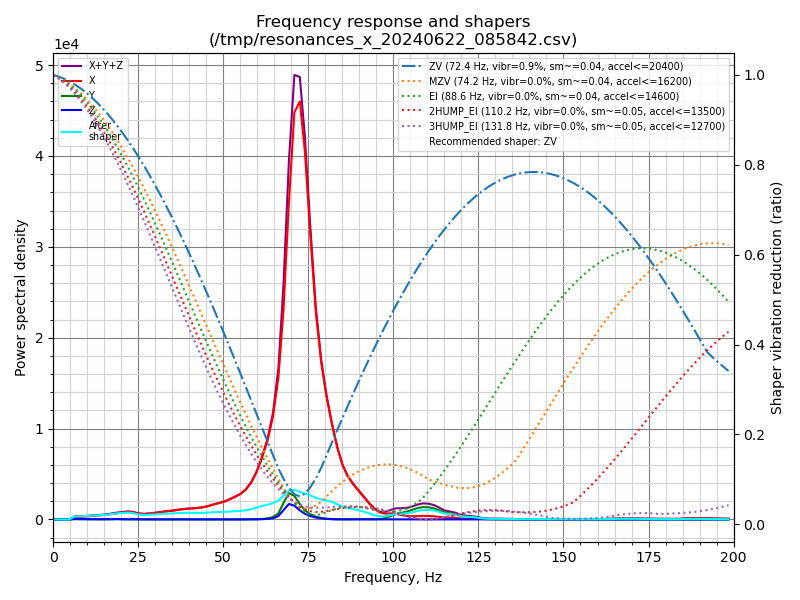 Frequency response and shapers
(/tmp/resonances_x_20240622_085842.csv)
1e4
X+Y+Z
X
Y
Z
After
shaper
ZV (72.4 Hz, vibr=0.9%, sm~=0.04, accel<=20400)
MZV (74.2 Hz, vibr=0.0%, sm~=0.04, accel<=16200)
EI (88.6 Hz, vibr=0.0%, sm~=0.04, accel<=14600)
2HUMP_EI (110.2 Hz, vibr=0.0%, sm~=0.05, accel<=13500)
3HUMP_EI (131.8 Hz, vibr=0.0%, sm~=0.05, accel<=12700)
Recommended shaper: ZV
5
4
3
2
1
0
Power spectral density
1.0
0.8
0.6
0.4
0.2
0.0
Shaper vibration reduction (ratio)
0 25 50 75 100 125 150 175 200
Frequency, Hz